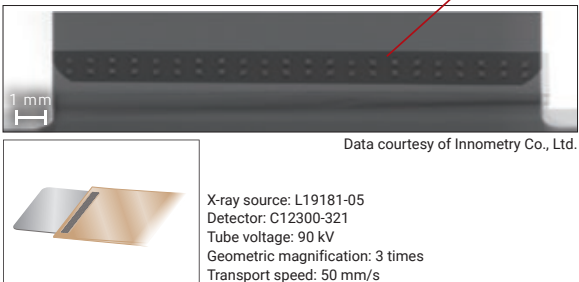 1 mm
Data courtesy of Innometry Co., Ltd.
X-ray source: L19181-05
Detector: C12300-321
Tube voltage: 90 kV
Geometric magnification: 3 times
Transport speed: 50 mm/s